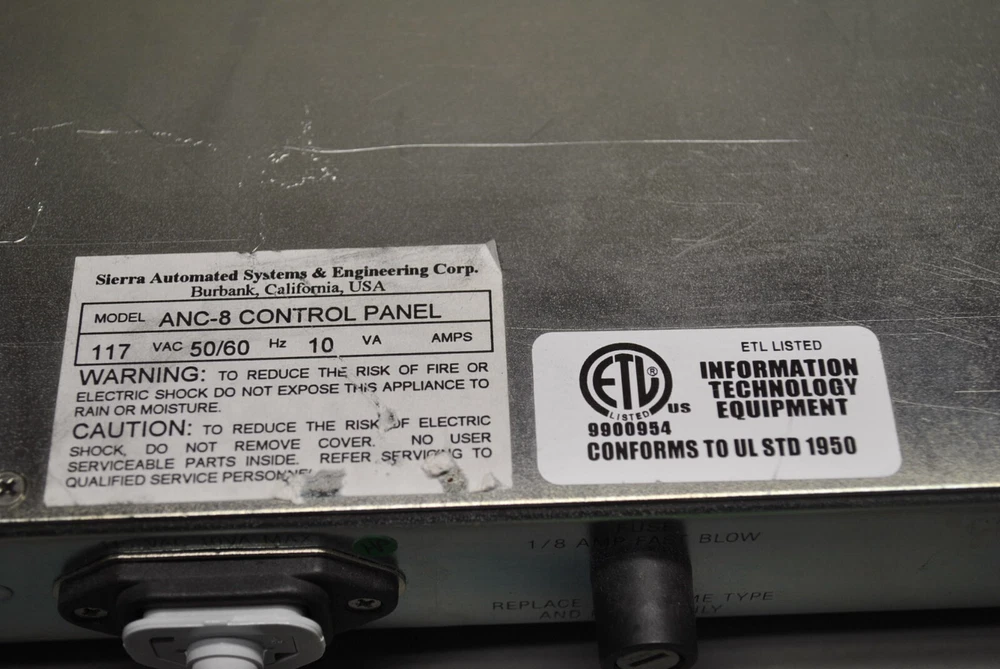 Sierra Automated Systems & Engineering Corp.
Burbank, California, USA
MODEL ANC-8 CONTROL PANEL
117 VAC 50/60 Hz 10 VA AMPS
WARNING: TO REDUCE THE RISK OF FIRE OR
ELECTRIC SHOCK DO NOT EXPOSE THIS APPLIANCE TO
RAIN OR MOISTURE.
CAUTION: TO REDUCE THE RISK OF ELECTRIC
SHOCK, DO NOT REMOVE COVER. NO USER
SERVICEABLE PARTS INSIDE. REFER SERVICING TO
QUALIFIED SERVICE PERSONNEL
ETL LISTED
ETL®
LISTED
US
INFORMATION
TECHNOLOGY
EQUIPMENT
9900954
CONFORMS TO UL STD 1950
FUSE
1/8 AMP FAST BLOW
REPLACE TYPE
AND